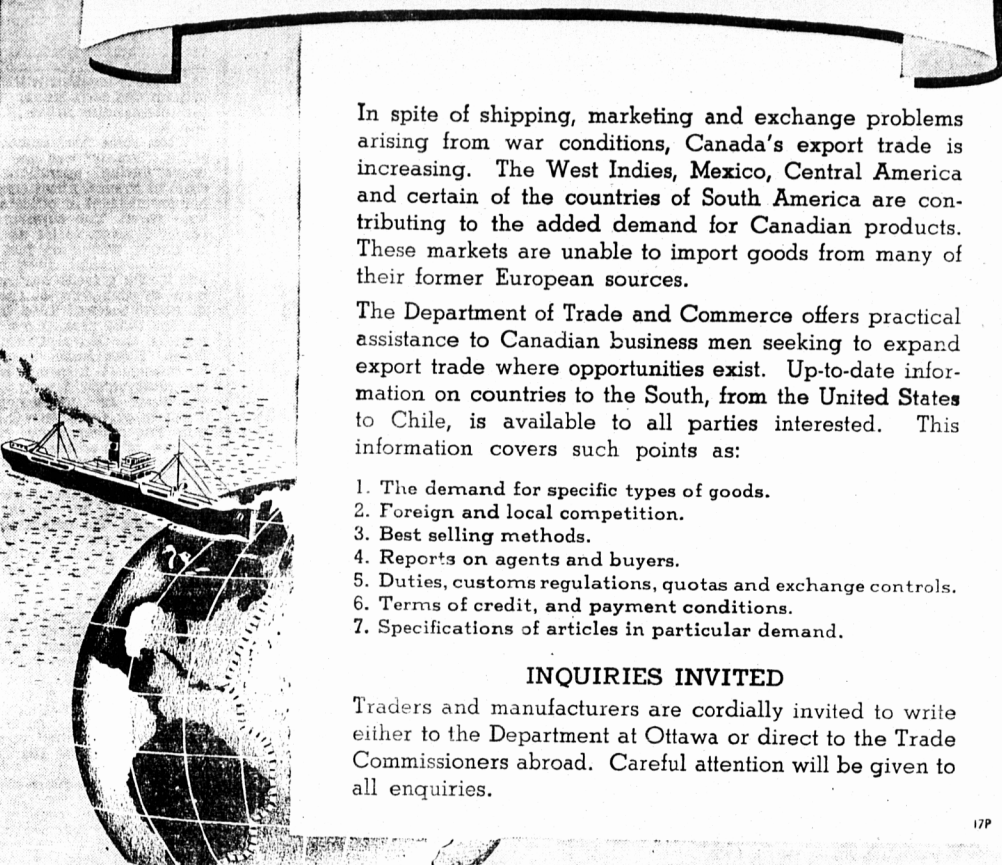 In spite of shipping, marketing and exchange problems
arising from war conditions, Canada's export trade is
increasing. The West Indies, Mexico, Central America
and certain of the countries of South America are con-
tributing to the added demand for Canadian products.
These markets are unable to import goods from many of
their former European sources.
The Department of Trade and Commerce offers practical
assistance to Canadian business men seeking to expand
export trade where opportunities exist. Up-to-date infor-
mation on countries to the South, from the United States
to Chile, is available to all parties interested. This
information covers such points as:
1. The demand for specific types of goods.
2. Foreign and local competition.
3. Best selling methods.
4. Reports on agents and buyers.
5. Duties, customs regulations, quotas and exchange controls.
6. Terms of credit, and payment conditions.
7. Specifications of articles in particular demand.
INQUIRIES INVITED
Traders and manufacturers are cordially invited to write
either to the Department at Ottawa or direct to the Trade
Commissioners abroad. Careful attention will be given to
all enquiries.
17P